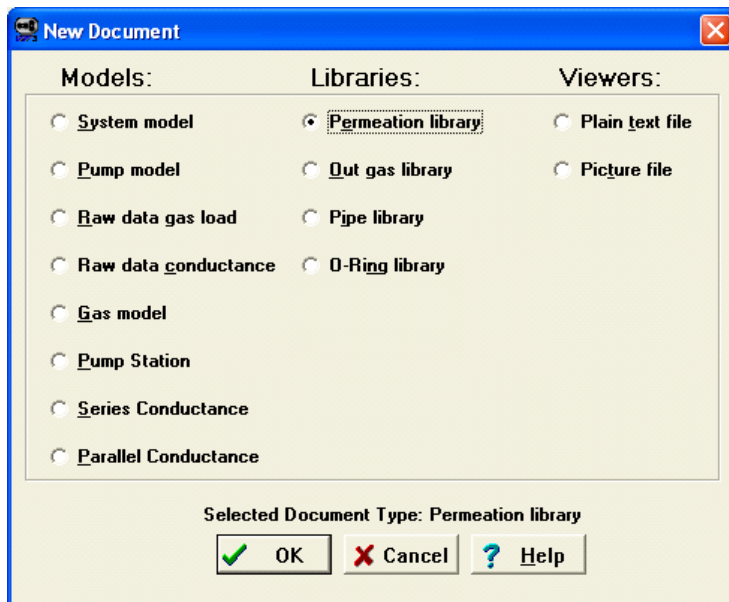 New Document
Models: Libraries: Viewers:
System model Permeation library Plain text file
Pump model Out gas library Picture file
Raw data gas load Pipe library
Raw data conductance O-Ring library
Gas model
Pump Station
Series Conductance
Parallel Conductance
Selected Document Type: Permeation library
OK Cancel Help